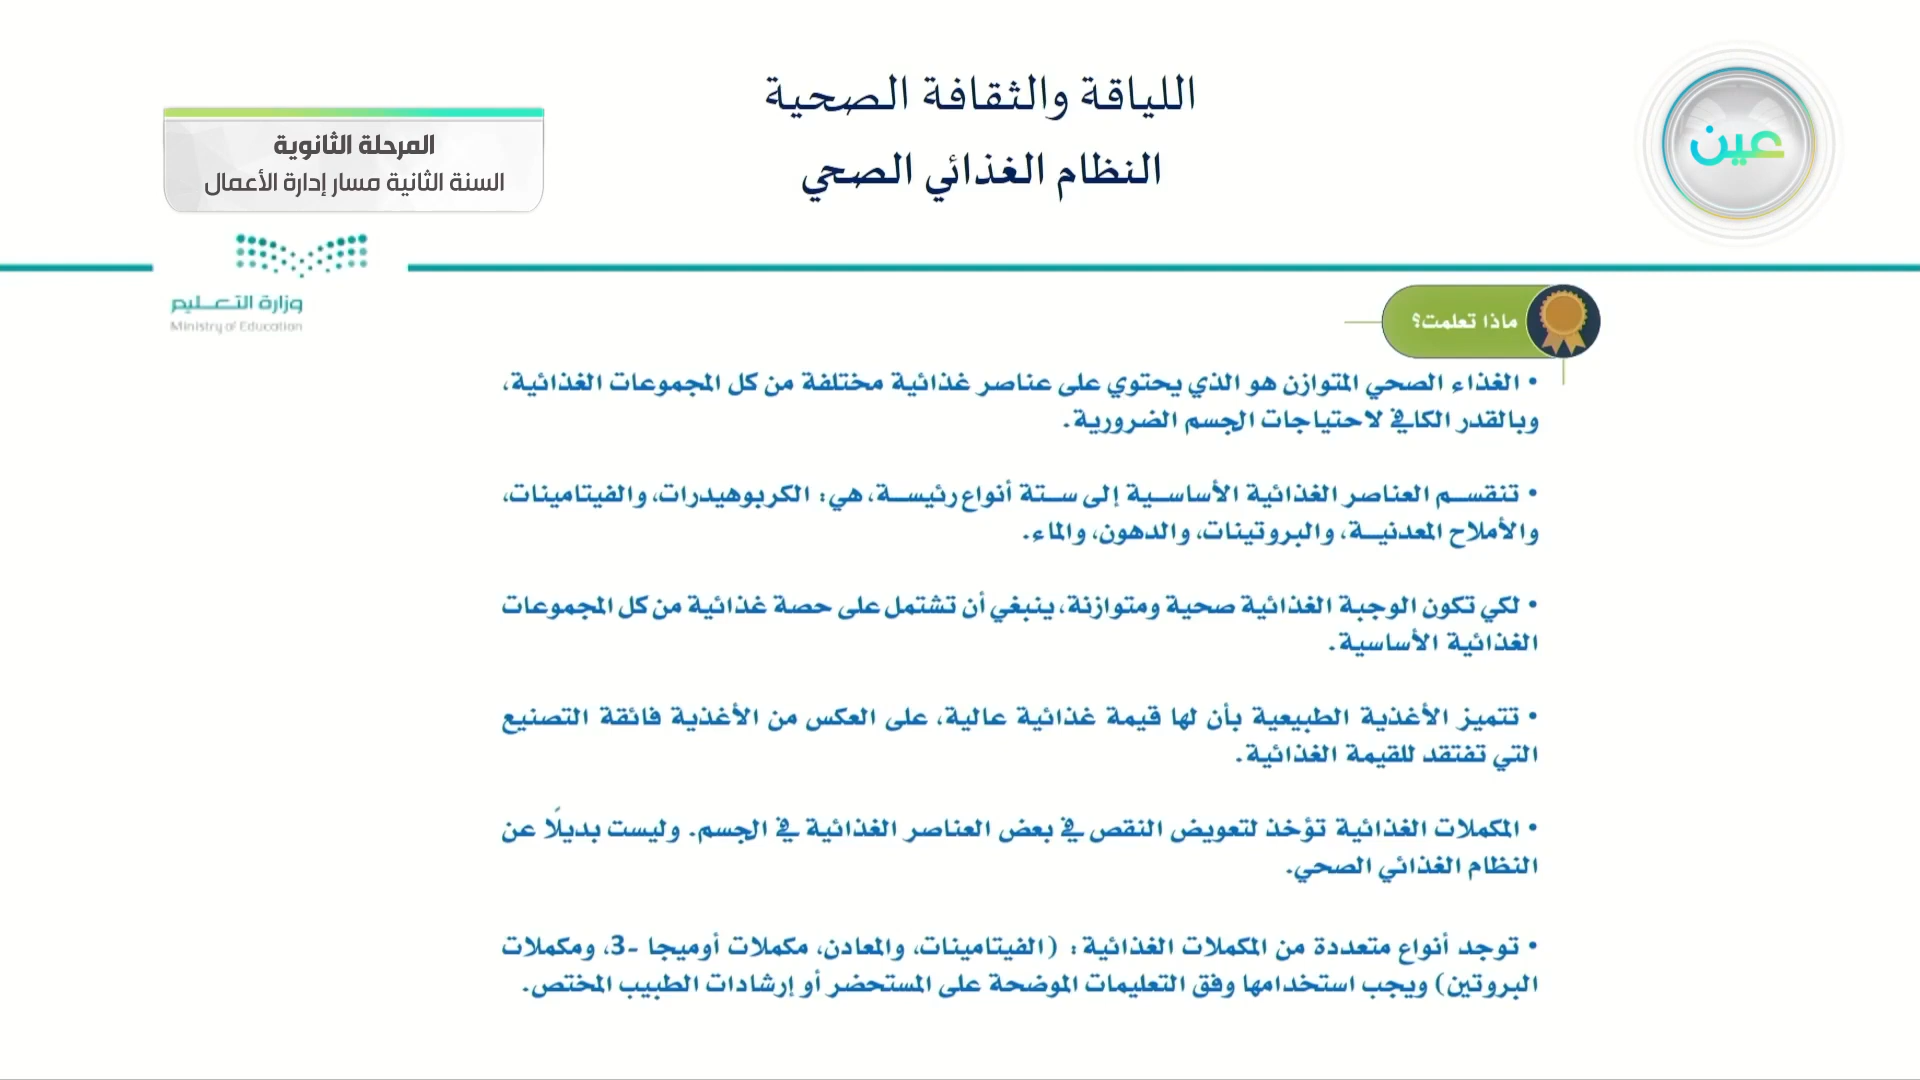 اللياقة والثقافة الصحية
النظام الغذائي الصحي
عين
المرحلة الثانوية
السنة الثانية مسار إدارة الأعمال
وزارة التعليم
Ministry of Education
ماذا تعلمت؟
• الغذاء الصحي المتوازن هو الذي يحتوي على عناصر غذائية مختلفة من كل المجموعات الغذائية،
وبالقدر الكافي لاحتياجات الجسم الضرورية.
• تنقسم العناصر الغذائية الأساسية إلى ستة أنواع رئيسة، هي: الكربوهيدرات، والفيتامينات،
والأملاح المعدنية، والبروتينات، والدهون، والماء.
• لكي تكون الوجبة الغذائية صحية ومتوازنة، ينبغي أن تشتمل على حصة غذائية من كل المجموعات
الغذائية الأساسية.
• تتميز الأغذية الطبيعية بأن لها قيمة غذائية عالية، على العكس من الأغذية فائقة التصنيع
التي تفتقد للقيمة الغذائية.
• المكملات الغذائية تؤخذ لتعويض النقص في بعض العناصر الغذائية في الجسم. وليست بديلًا عن
النظام الغذائي الصحي.
• توجد أنواع متعددة من المكملات الغذائية: (الفيتامينات، والمعادن، مكملات أوميجا -3، ومكملات
البروتين) ويجب استخدامها وفق التعليمات الموضحة على المستحضر أو إرشادات الطبيب المختص.